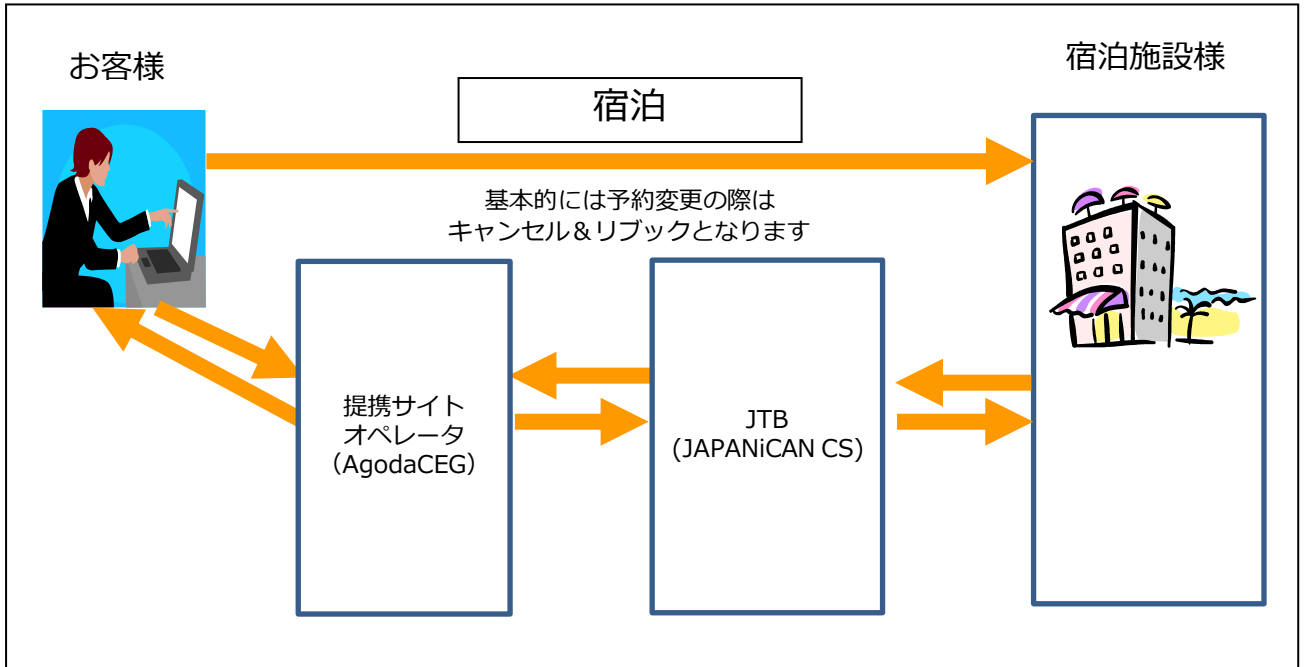 お客様
宿泊施設様
宿泊
基本的には予約変更の際は
キャンセル＆リブックとなります
提携サイト
オペレータ
（AgodaCEG）
JTB
(JAPANiCAN CS)